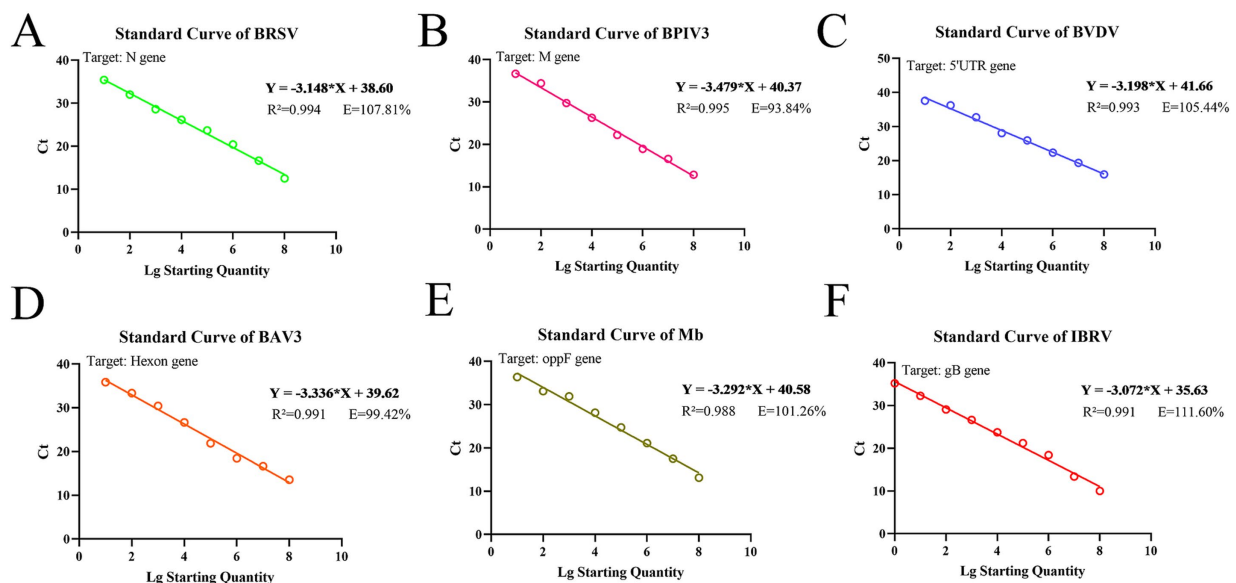 A
Standard Curve of BRSV
Target: N gene
Y = -3.148*X + 38.60
R²=0.994 E=107.81%
Ct
40
30
20
10
0
0 2 4 6 8 10
Lg Starting Quantity
B
Standard Curve of BPIV3
Target: M gene
Y = -3.479*X + 40.37
R²=0.995 E=93.84%
Ct
40
30
20
10
0
0 2 4 6 8 10
Lg Starting Quantity
C
Standard Curve of BVDV
Target: 5'UTR gene
Y = -3.198*X + 41.66
R²=0.993 E=105.44%
Ct
50
40
30
20
10
0
0 2 4 6 8 10
Lg Starting Quantity
D
Standard Curve of BAV3
Target: Hexon gene
Y = -3.336*X + 39.62
R²=0.991 E=99.42%
Ct
40
30
20
10
0
0 2 4 6 8 10
Lg Starting Quantity
E
Standard Curve of Mb
Target: oppF gene
Y = -3.292*X + 40.58
R²=0.988 E=101.26%
Ct
40
30
20
10
0
0 2 4 6 8 10
Lg Starting Quantity
F
Standard Curve of IBRV
Target: gB gene
Y = -3.072*X + 35.63
R²=0.991 E=111.60%
Ct
40
30
20
10
0
0 2 4 6 8 10
Lg Starting Quantity